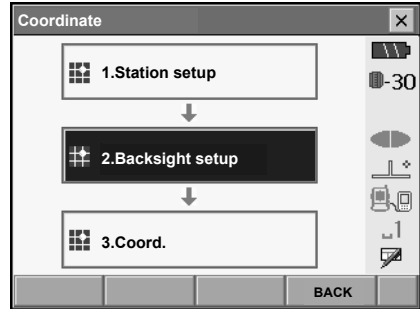 Coordinate
1.Station setup
-30
2.Backsight setup
1
3.Coord.
BACK